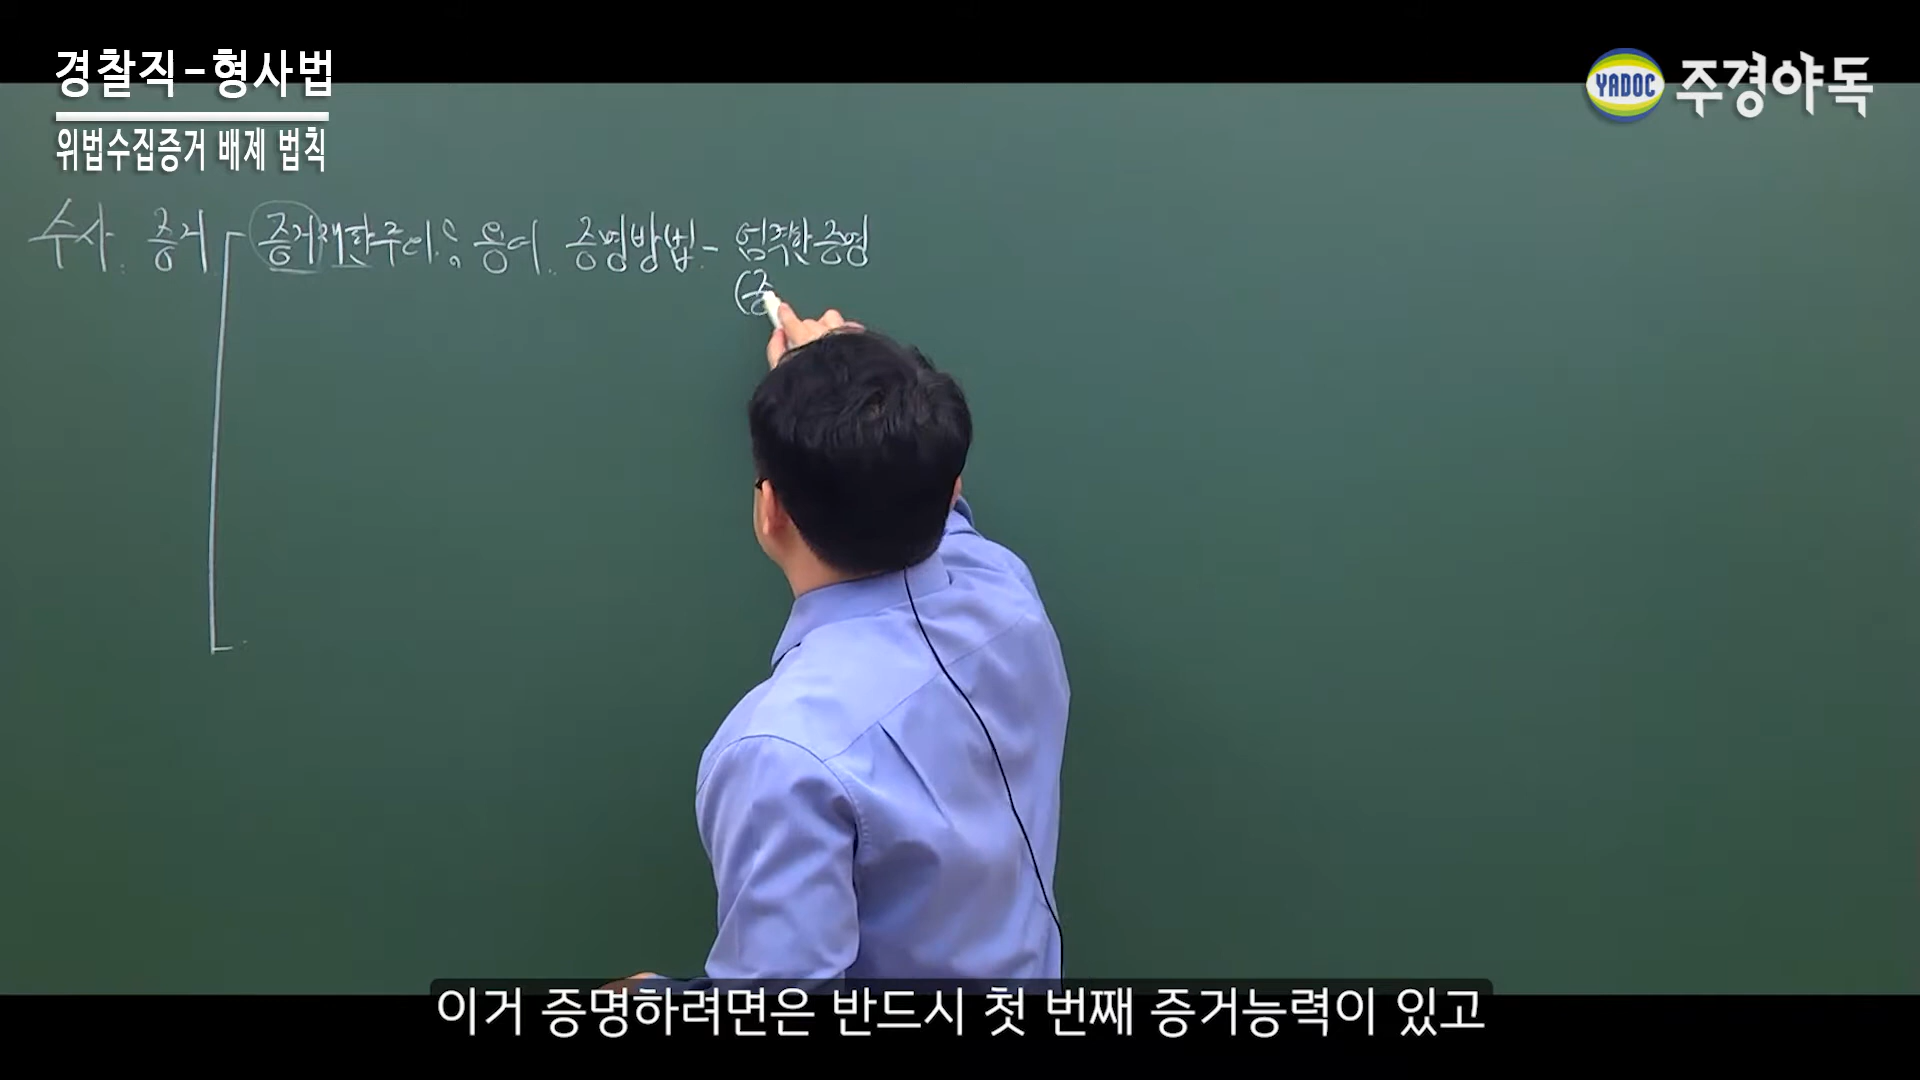 경찰직-형사법
위법수집증거 배제 법칙
YADOC 주경야독
수사. 증거 증거재판주의. 용어. 증명방법 - 엄격한 증명
(증
이거 증명하려면은 반드시 첫 번째 증거능력이 있고